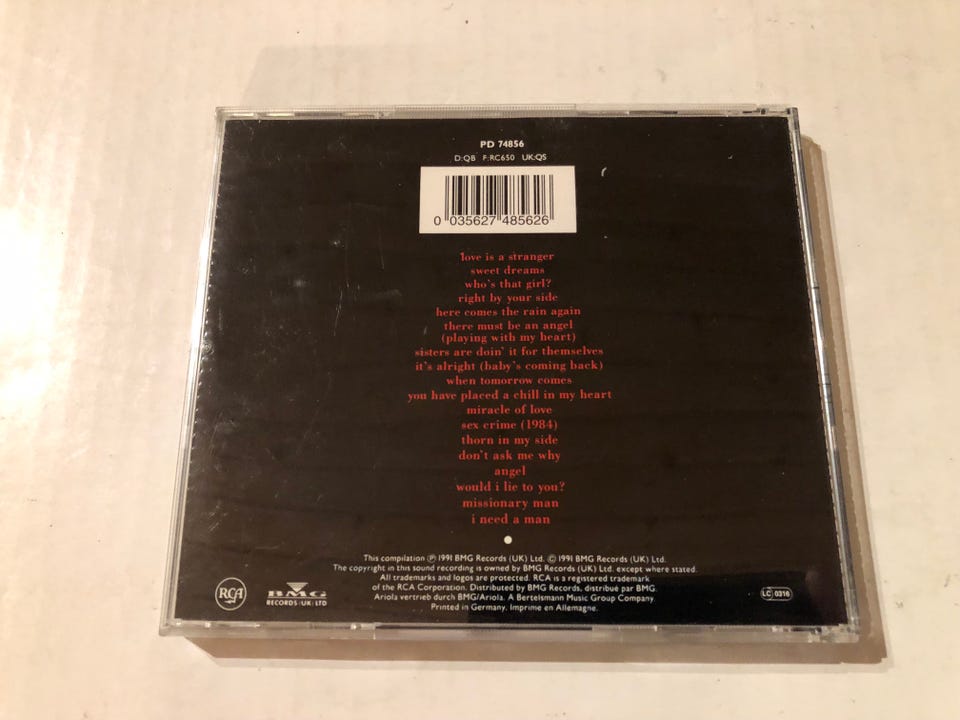 PD 74856
D:QB F:RC650 UK:QS
0 035627 485626
love is a stranger
sweet dreams
who's that girl?
right by your side
here comes the rain again
there must be an angel
(playing with my heart)
sisters are doin' it for themselves
it's alright (baby's coming back)
when tomorrow comes
you have placed a chill in my heart
miracle of love
sex crime (1984)
thorn in my side
don't ask me why
angel
would i lie to you?
missionary man
i need a man
This compilation ℗ 1991 BMG Records (UK) Ltd. © 1991 BMG Records (UK) Ltd.
The copyright in this sound recording is owned by BMG Records (UK) Ltd. except where stated.
All trademarks and logos are protected. RCA is a registered trademark
of the RCA Corporation. Distributed by BMG Records, distribué par BMG.
Ariola vertrieb durch BMG/Ariola. A Bertelsmann Music Group Company.
Printed in Germany. Imprime en Allemagne.
RCA
BMG
RECORDS (UK) LTD
LC 0316